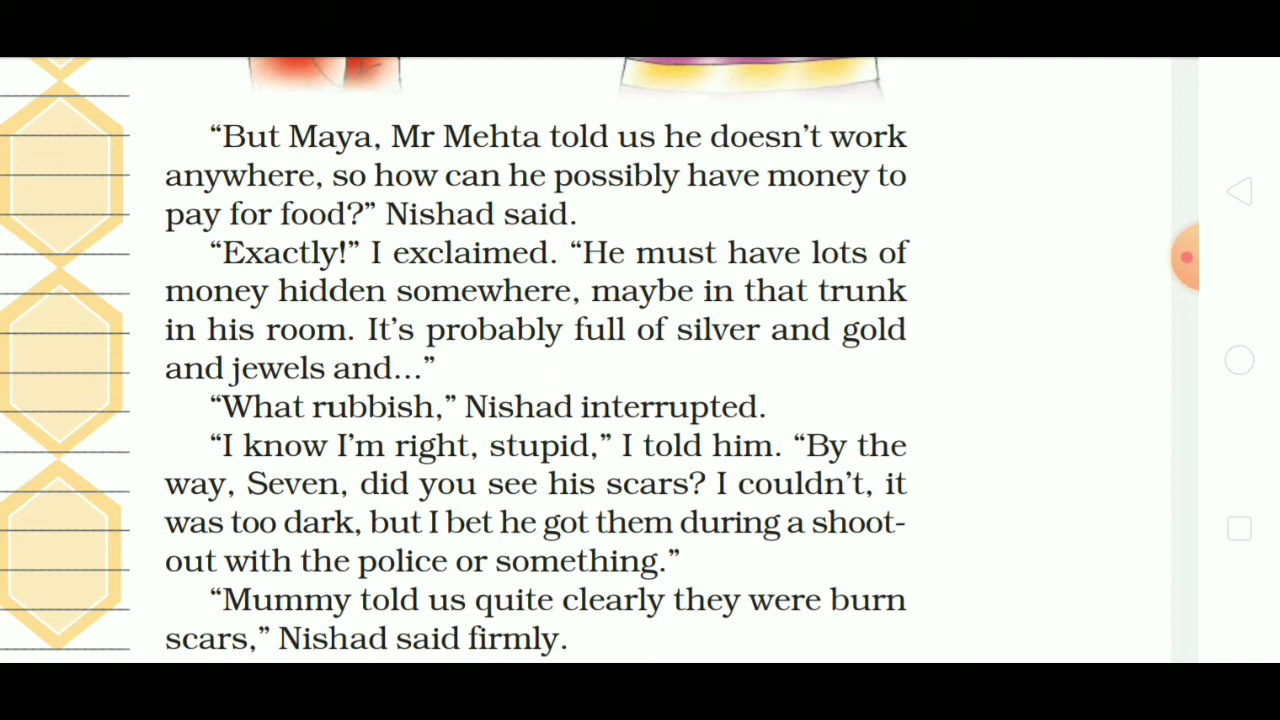 “But Maya, Mr Mehta told us he doesn’t work
anywhere, so how can he possibly have money to
pay for food?” Nishad said.
“Exactly!” I exclaimed. “He must have lots of
money hidden somewhere, maybe in that trunk
in his room. It’s probably full of silver and gold
and jewels and...”
“What rubbish,” Nishad interrupted.
“I know I’m right, stupid,” I told him. “By the
way, Seven, did you see his scars? I couldn’t, it
was too dark, but I bet he got them during a shoot-
out with the police or something.”
“Mummy told us quite clearly they were burn
scars,” Nishad said firmly.